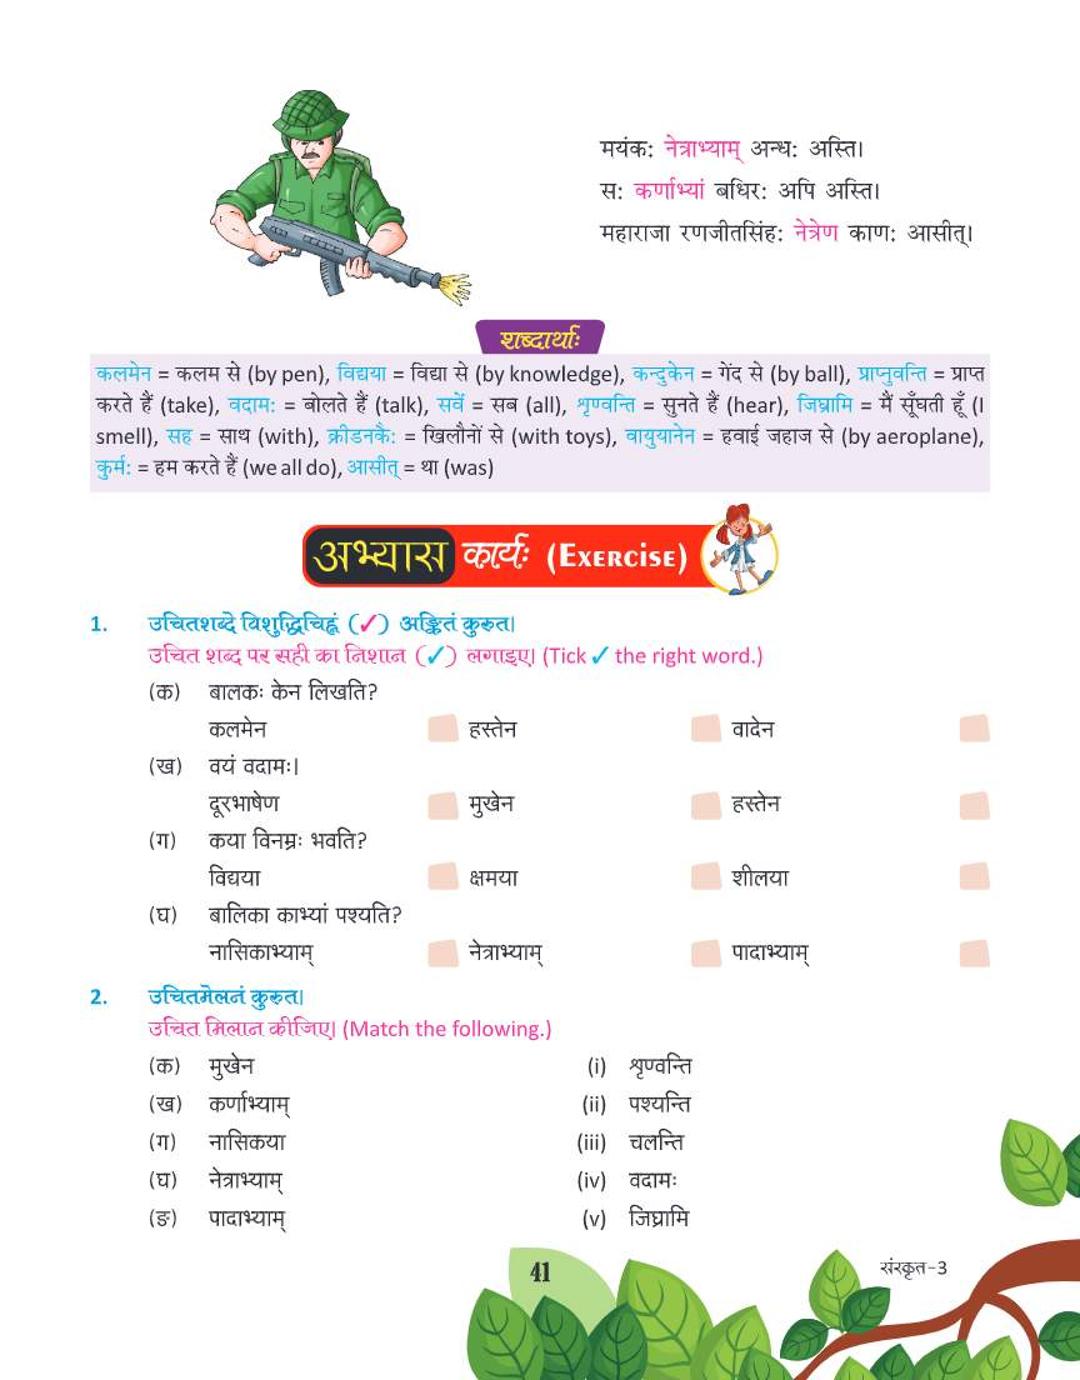 मयंक: नेत्राभ्याम् अन्ध: अस्ति।
स: कर्णाभ्यां बधिर: अपि अस्ति।
महाराजा रणजीतसिंह: नेत्रेण काण: आसीत्।
शब्दार्थाः
कलमेन = कलम से (by pen), विद्यया = विद्या से (by knowledge), कन्दुकेन = गेंद से (by ball), प्राप्नुवन्ति = प्राप्त
करते हैं (take), वदाम: = बोलते हैं (talk), सर्वे = सब (all), शृण्वन्ति = सुनते हैं (hear), जिघ्रामि = मैं सूँघती हूँ (I
smell), सह = साथ (with), क्रीडनकै: = खिलौनों से (with toys), वायुयानेन = हवाई जहाज से (by aeroplane),
कुर्म: = हम करते हैं (we all do), आसीत् = था (was)
अभ्यास कार्यः (EXERCISE)
1. उचितशब्दे विशुद्धिचिह्नं (✓) अङ्कितं कुरुत।
उचित शब्द पर सही का निशान (✓) लगाइए। (Tick ✓ the right word.)
(क) बालकः केन लिखति?
कलमेन हस्तेन वादेन
(ख) वयं वदामः।
दूरभाषेण मुखेन हस्तेन
(ग) कया विनम्रः भवति?
विद्यया क्षमया शीलया
(घ) बालिका काभ्यां पश्यति?
नासिकाभ्याम् नेत्राभ्याम् पादाभ्याम्
2. उचितमेलनं कुरुत।
उचित मिलान कीजिए। (Match the following.)
(क) मुखेन (i) शृण्वन्ति
(ख) कर्णाभ्याम् (ii) पश्यन्ति
(ग) नासिकया (iii) चलन्ति
(घ) नेत्राभ्याम् (iv) वदामः
(ङ) पादाभ्याम् (v) जिघ्रामि
41
संस्कृत-3